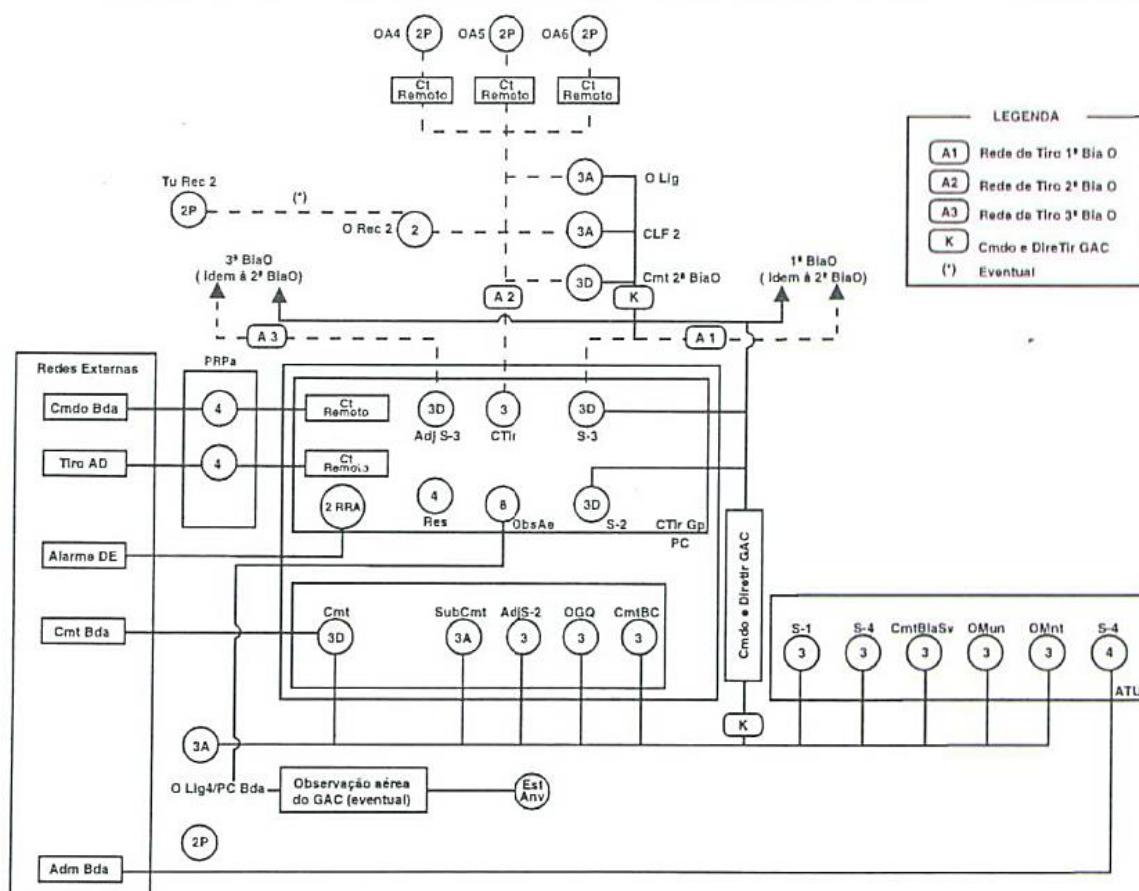 OA4 2P OA5 2P OA6 2P
Ct Remoto
Ct Remoto
Ct Remoto
LEGENDA
A1 Rede de Tiro 1ª Bia O
A2 Rede de Tiro 2ª Bia O
A3 Rede de Tiro 3ª Bia O
K Cmdo e DireTir GAC
(*) Eventual
3A O Lig
Tu Rec 2
2P (*)
O Rec 2 2
3A CLF 2
3D Cmt 2ª BiaO
3ª BiaO
(Idem à 2ª BiaO)
1ª BiaO
(Idem à 2ª BiaO)
A2
K
A3
A1
Redes Externas
PRPa
Cmdo Bda
4
Ct Remoto
3D
Adj S-3
3
CTir
3D
S-3
Tiro AD
4
Ct Remoto
2 RRA
4
Res
6
ObsAe
3D
S-2
CTir Gp
PC
Alarme DE
Cmdo e Diretir GAC
Cmt Bda
Cmt
3D
SubCmt
3A
AdjS-2
3
OGQ
3
CmtBC
3
S-1
3
S-4
3
CmtBiaSv
3
OMun
3
OMnt
3
S-4
4
ATU
K
3A
O Lig4/PC Bda
Observação aérea
do GAC (eventual)
Est
Anv
2P
Adm Bda